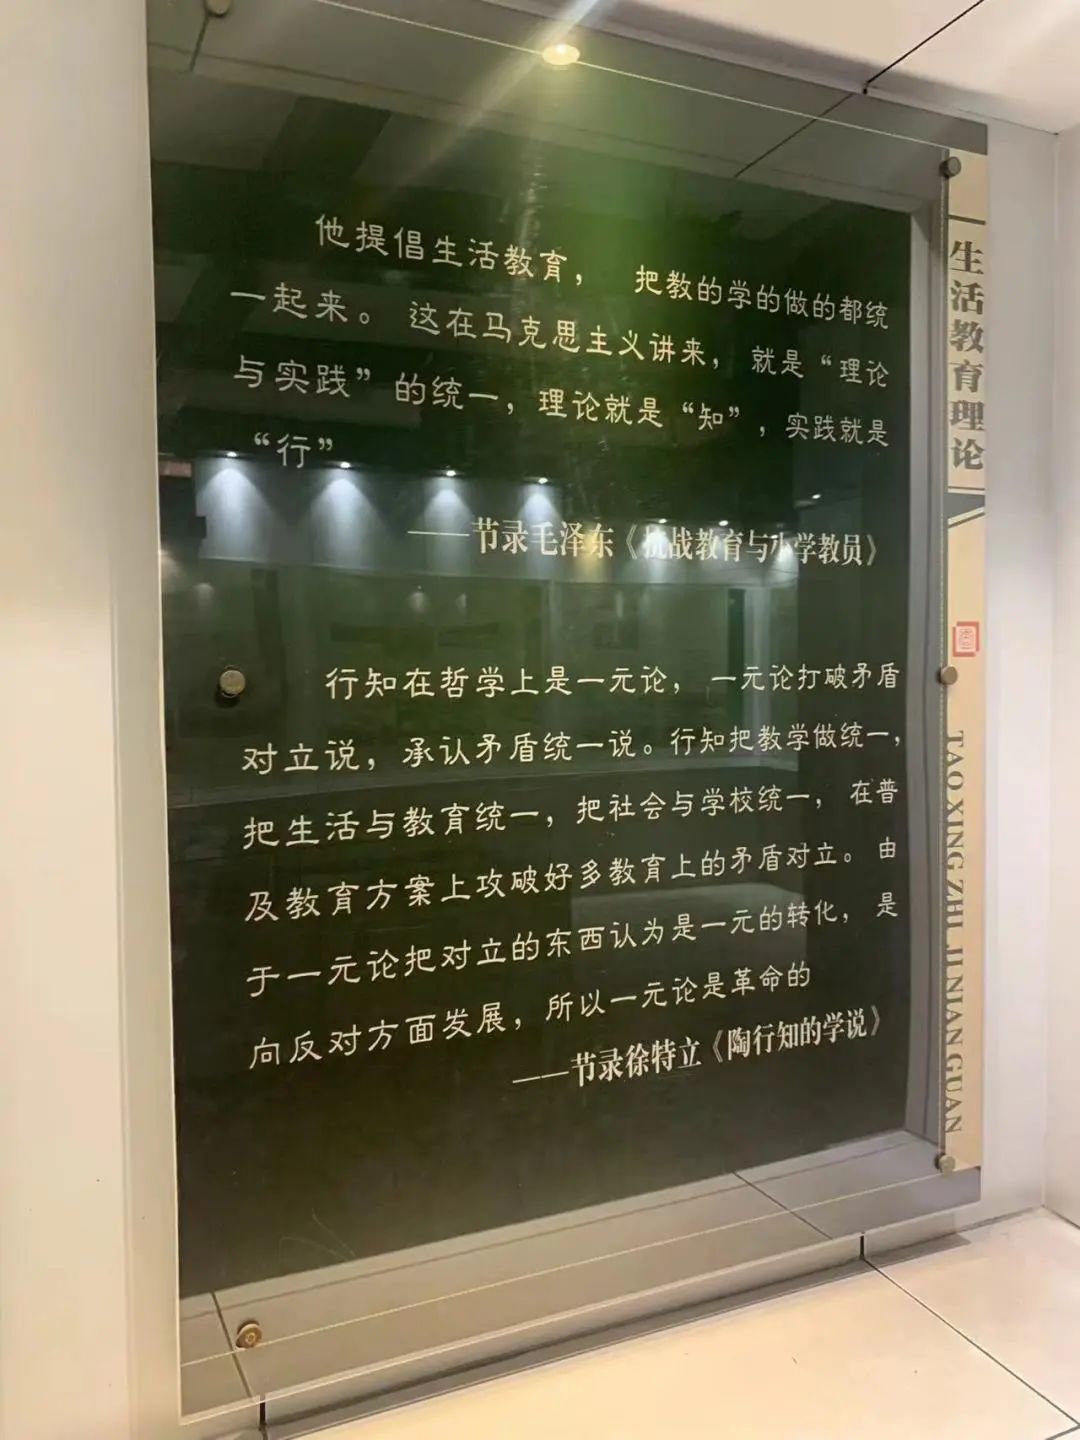 他提倡生活教育， 把教的学的做的都统
一起来。 这在马克思主义讲来， 就是“理论
与实践”的统一，理论就是“知”，实践就是
“行”
——节录毛泽东《抗战教育与小学教员》
行知在哲学上是一元论， 一元论打破矛盾
对立说，承认矛盾统一说。行知把教学做统一，
把生活与教育统一，把社会与学校统一，在普
及教育方案上攻破好多教育上的矛盾对立。由
于一元论把对立的东西认为是一元的转化，是
向反对方面发展，所以一元论是革命的
——节录徐特立《陶行知的学说》
生活教育理论
TAO XING ZHI JI NIAN GUAN